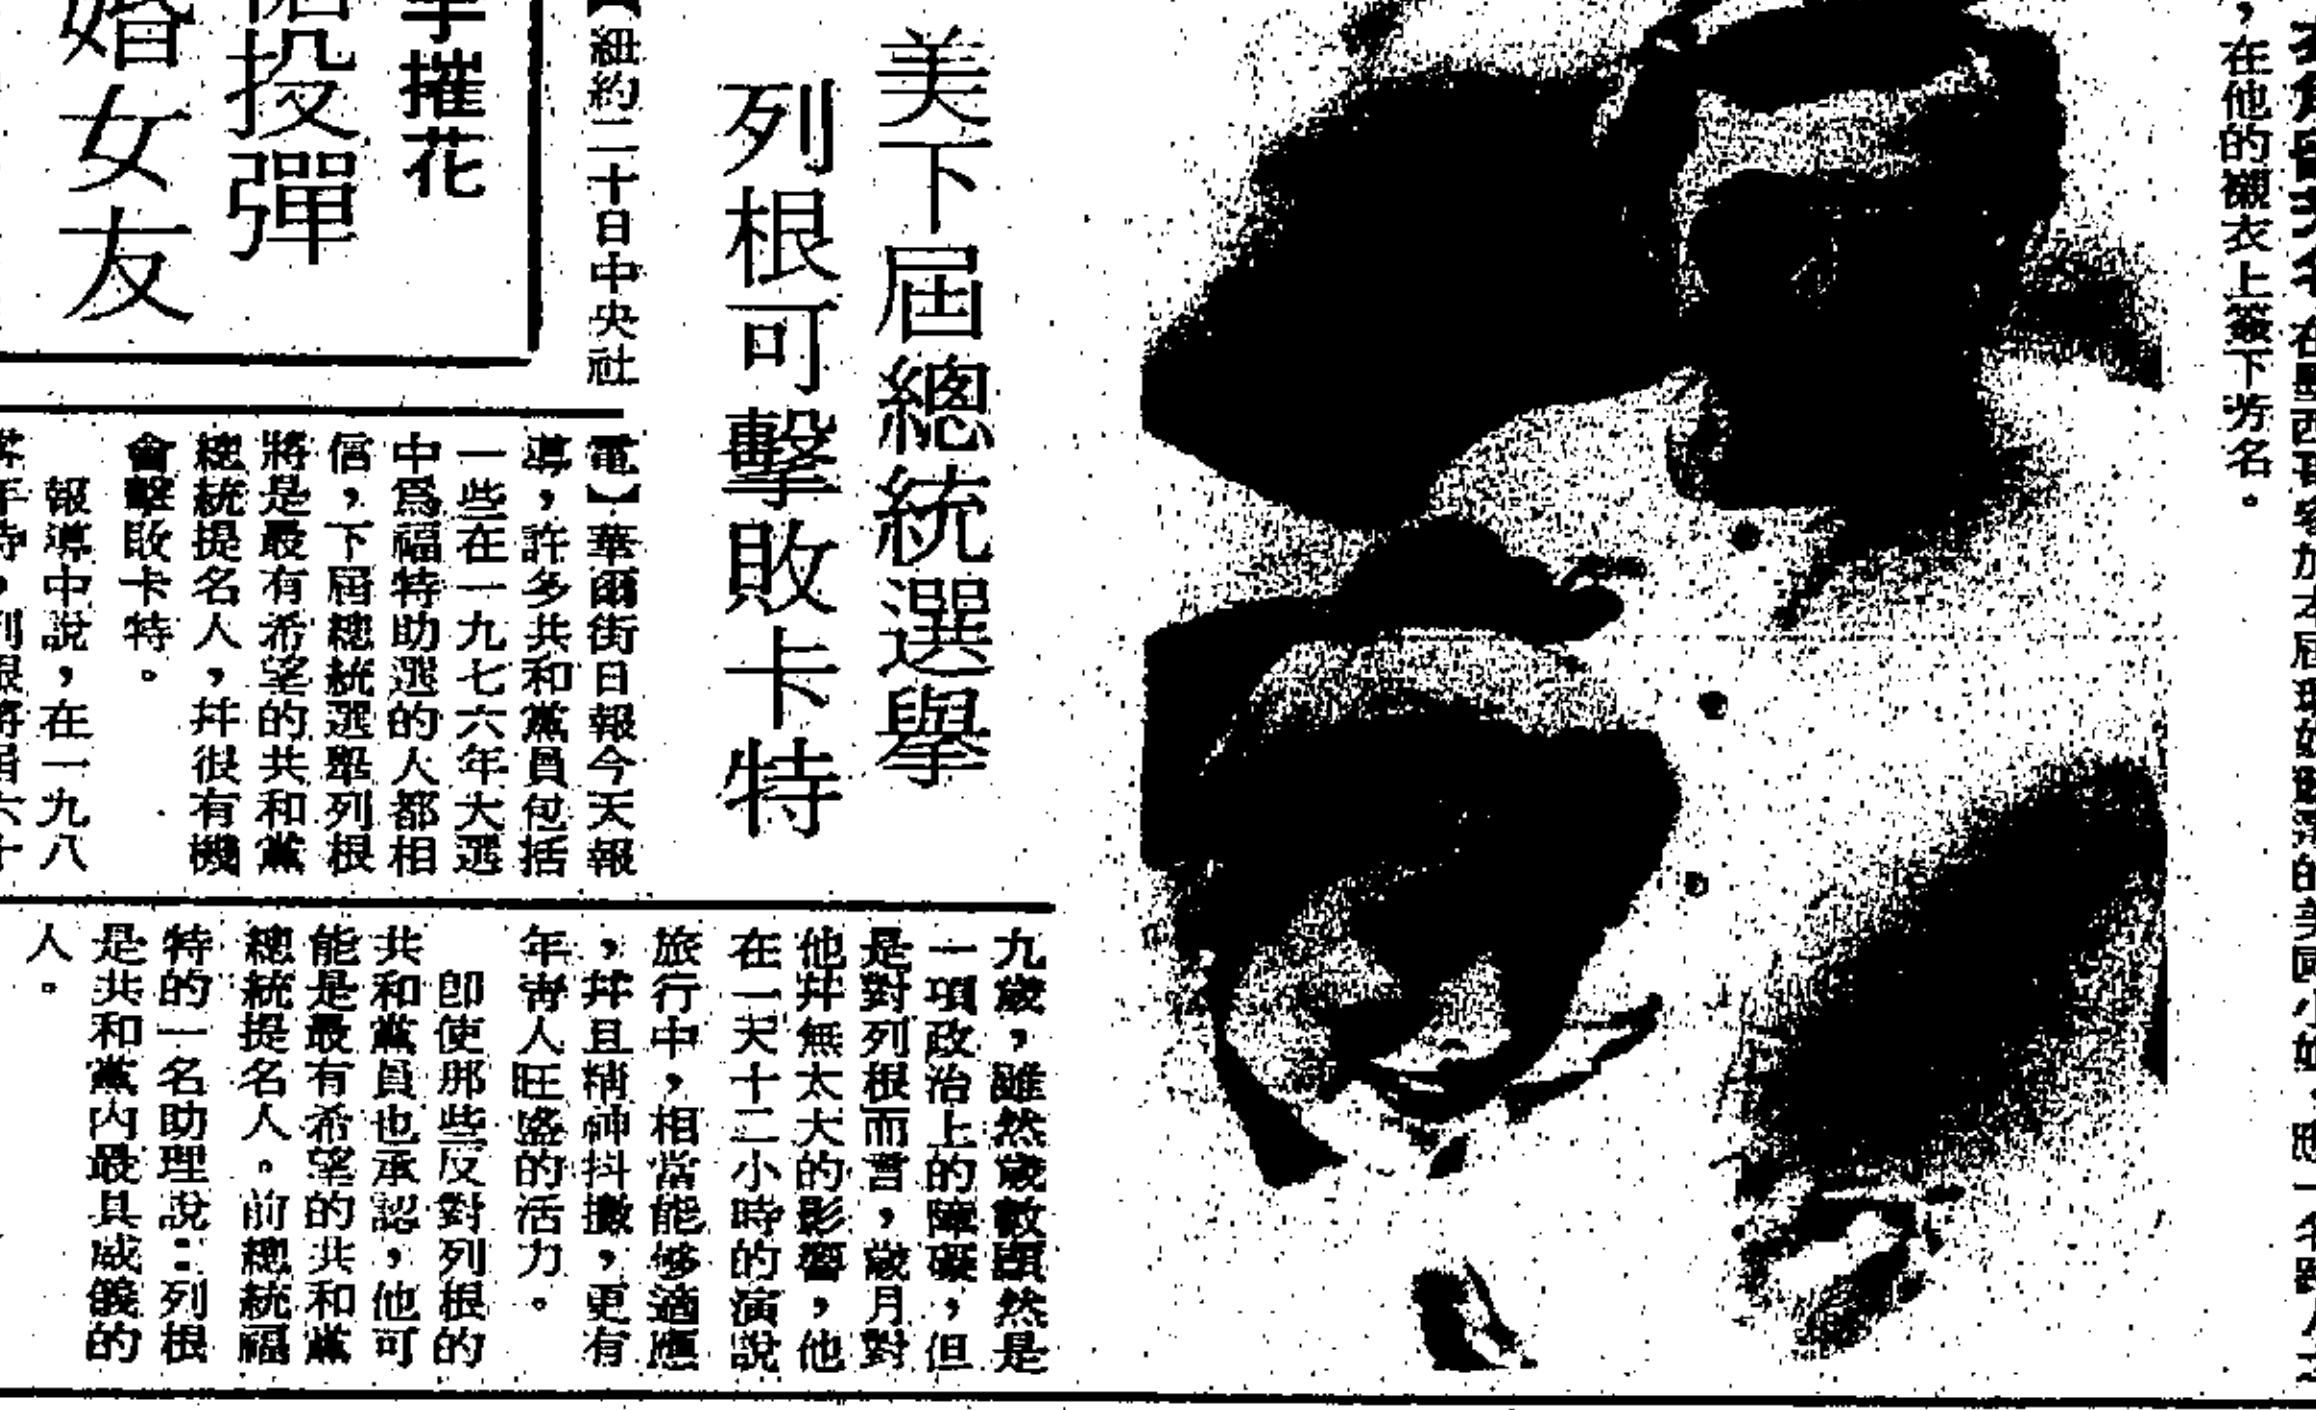 ，在他的襯衣上簽下芳名。
美下屆總統選舉
列根可擊敗卡特
【紐約二十日中央社
電】華爾街日報今天報
導，許多共和黨員包括
一些在一九七六年大選
中爲福特助選的人都相
信，下屆總統選舉列根
將是最有希望的共和黨
總統提名人，幷很有機
會擊敗卡特。
報導中說，在一九八
九歲，雖然歲數顯然是
一項政治上的障礙，但
是對列根而言，歲月對
他幷無太大的影響，他
在一天十二小時的演說
旅行中，相當能够適應
，幷且精神抖擻，更有
年靑人旺盛的活力。
卽使那些反對列根的
共和黨員也承認，他可
能是最有希望的共和黨
總統提名人。前總統福
特的一名助理說：列根
是共和黨內最具威儀的
人。
摧花
投彈
婚女友